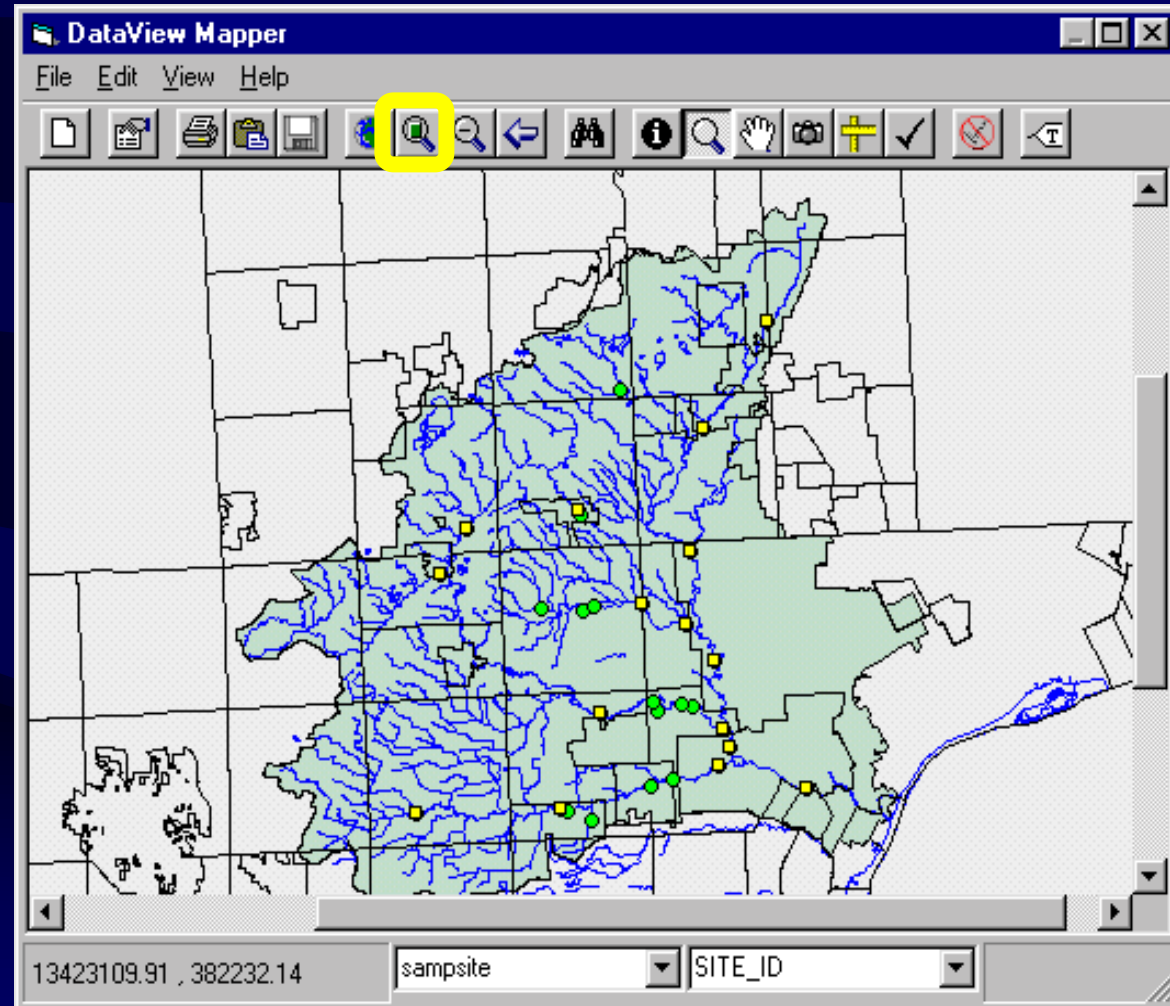 DataView Mapper
File Edit View Help
T
13423109.91 , 382232.14
sampsite
SITE_ID